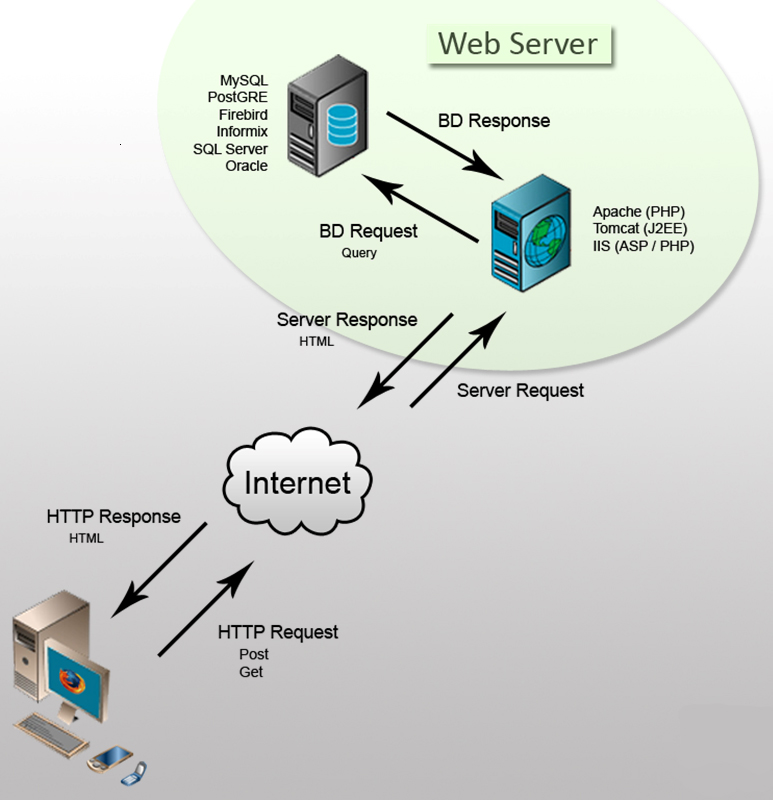 Web Server
MySQL
PostGRE
Firebird
Informix
SQL Server
Oracle
BD Response
BD Request
Query
Apache (PHP)
Tomcat (J2EE)
IIS (ASP / PHP)
Server Response
HTML
Server Request
Internet
HTTP Response
HTML
HTTP Request
Post
Get